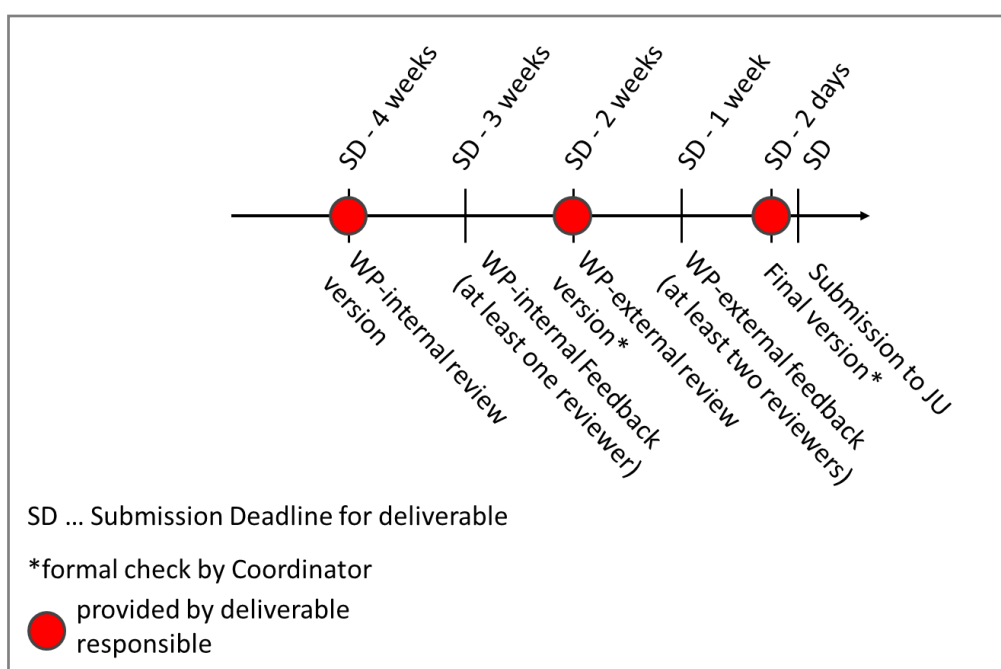 SD - 4 weeks
SD - 3 weeks
SD - 2 weeks
SD - 1 week
SD - 2 days
SD
WP-internal review
version
WP-internal Feedback
(at least one reviewer)
WP-external review
version*
WP-external feedback
(at least two reviewers)
Final version*
Submission to JU
SD ... Submission Deadline for deliverable
*formal check by Coordinator
provided by deliverable
responsible